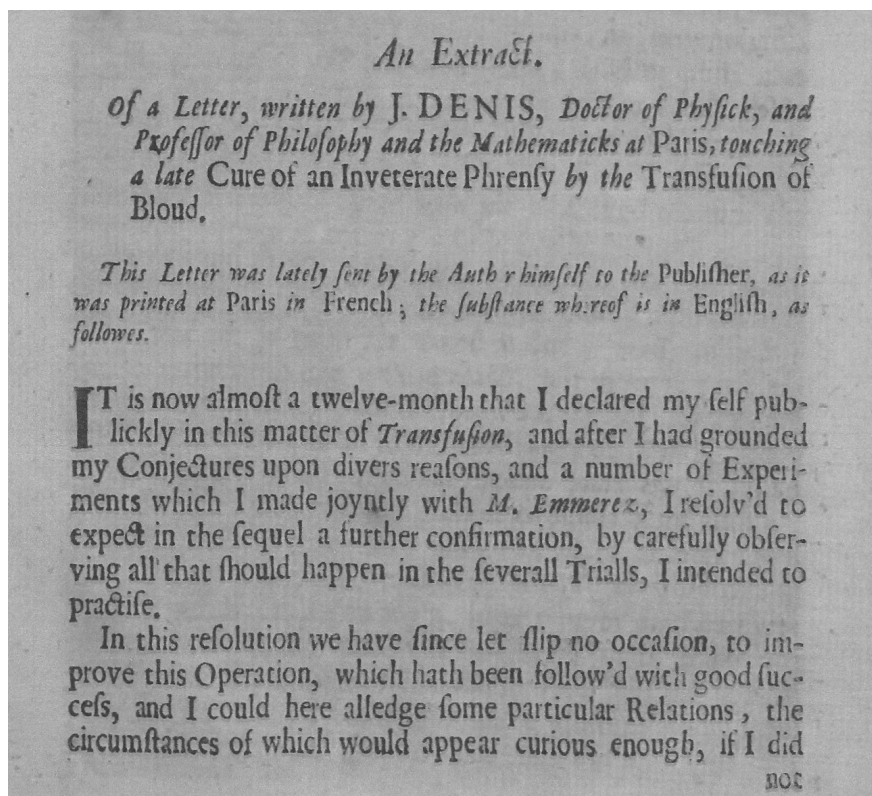 An Extract.
Of a Letter, written by J. DENIS, Doctor of Phyſick, and
Profeſſor of Philoſophy and the Mathematicks at Paris, touching
a late Cure of an Inveterate Phrenſy by the Transfuſion of
Bloud.
This Letter was lately ſent by the Auth r himſelf to the Publiſher, as it
was printed at Paris in French; the ſubſtance whereof is in Engliſh, as
followes.
IT is now almoſt a twelve-month that I declared my ſelf pub-
lickly in this matter of Transfuſion, and after I had grounded
my Conjectures upon divers reaſons, and a number of Experi-
ments which I made joyntly with M. Emmerez, I reſolv'd to
expect in the ſequel a further confirmation, by carefully obſer-
ving all that ſhould happen in the ſeverall Trialls, I intended to
practiſe.
In this reſolution we have ſince let ſlip no occaſion, to im-
prove this Operation, which hath been follow'd with good ſuc-
ceſs, and I could here alledge ſome particular Relations, the
circumſtances of which would appear curious enough, if I did
not